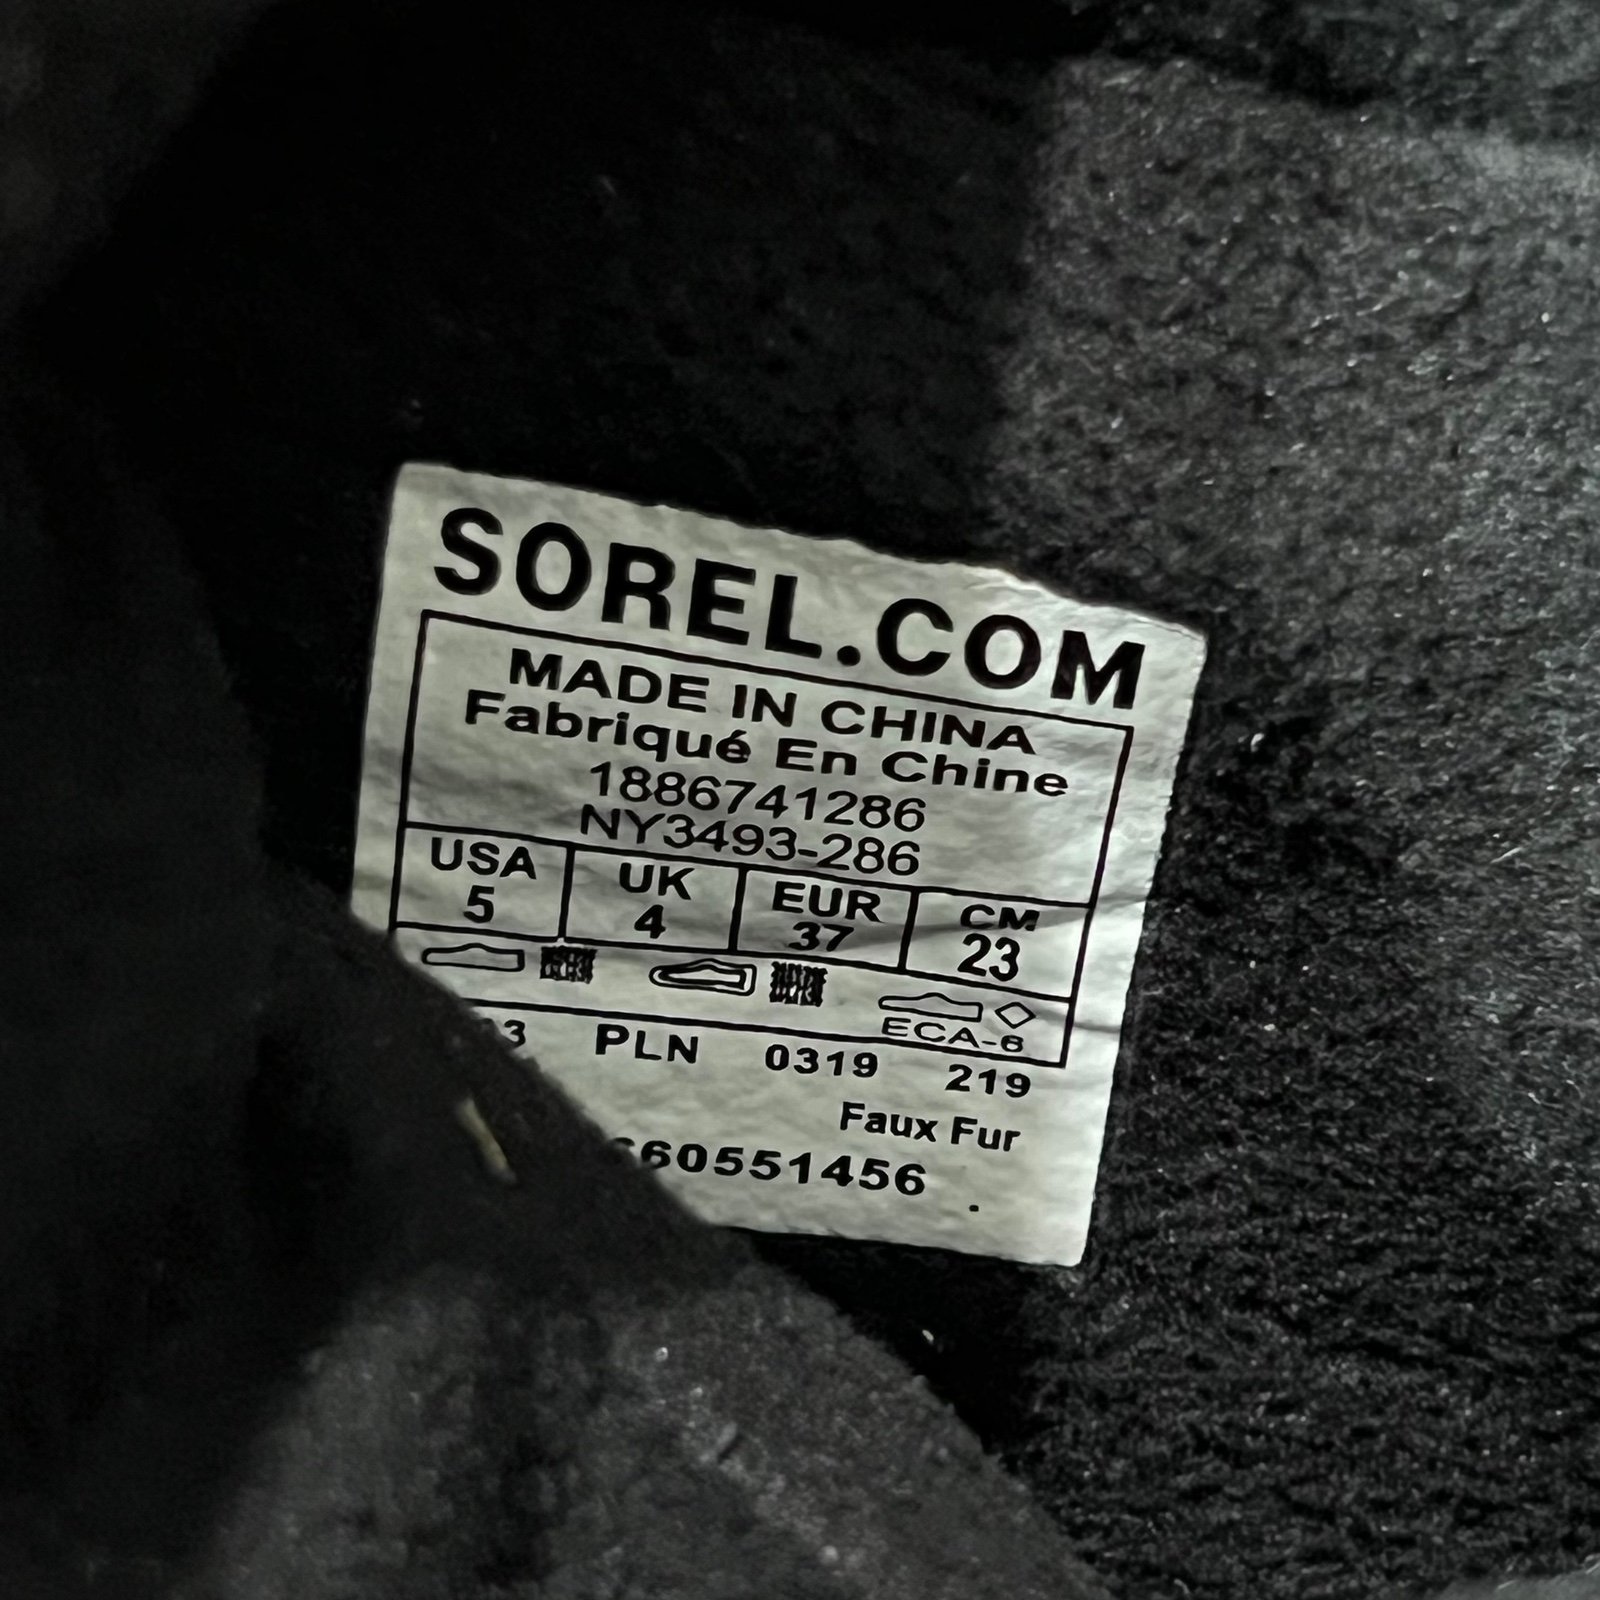 SOREL.COM
MADE IN CHINA
Fabriqué En Chine
1886741286
NY3493-286
USA UK EUR CM
5 4 37 23
ECA-6
PLN 0319 219
Faux Fur
60551456